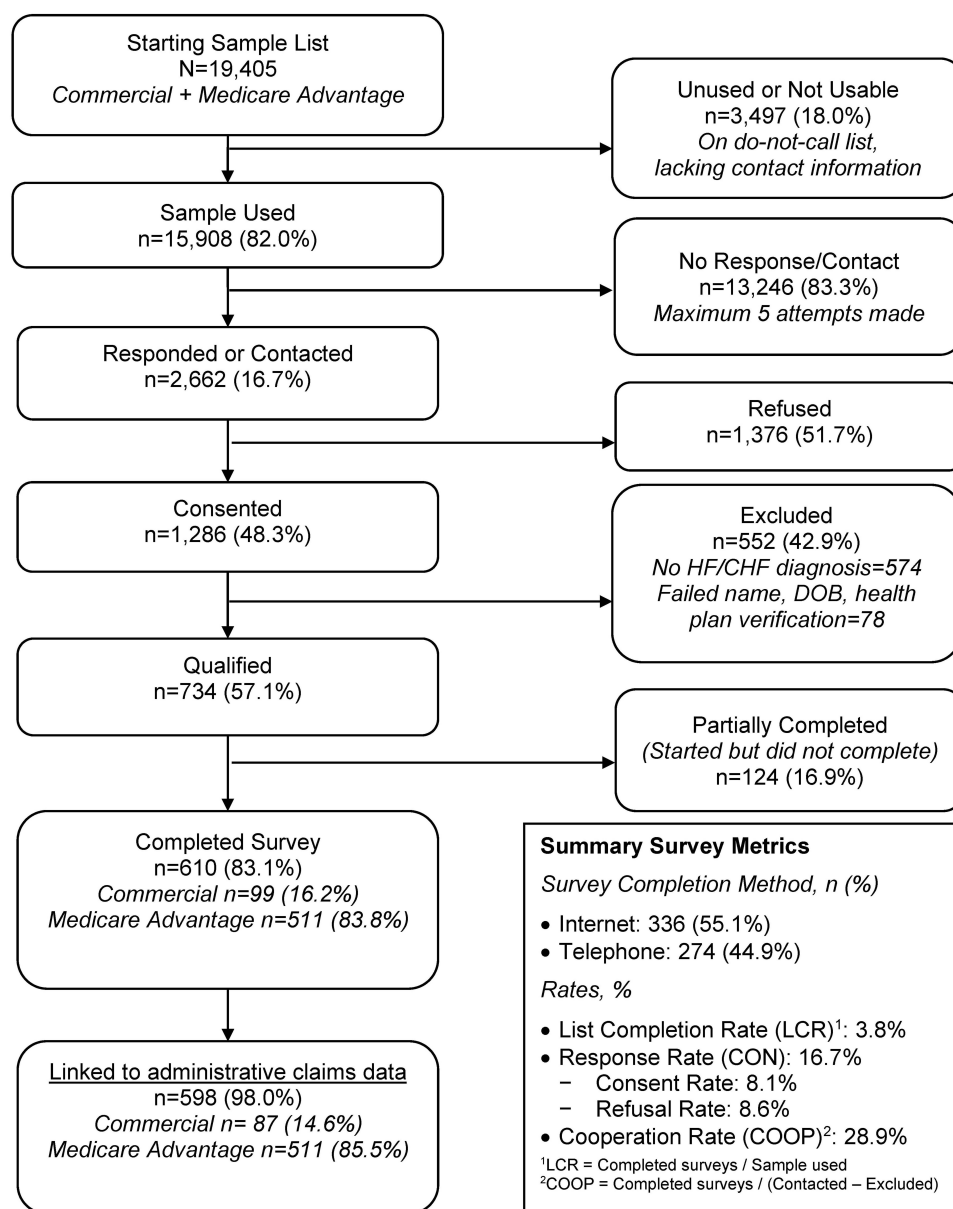 Starting Sample List
N=19,405
Commercial + Medicare Advantage
Unused or Not Usable
n=3,497 (18.0%)
On do-not-call list,
lacking contact information
Sample Used
n=15,908 (82.0%)
No Response/Contact
n=13,246 (83.3%)
Maximum 5 attempts made
Responded or Contacted
n=2,662 (16.7%)
Refused
n=1,376 (51.7%)
Consented
n=1,286 (48.3%)
Excluded
n=552 (42.9%)
No HF/CHF diagnosis=574
Failed name, DOB, health
plan verification=78
Qualified
n=734 (57.1%)
Partially Completed
(Started but did not complete)
n=124 (16.9%)
Completed Survey
n=610 (83.1%)
Commercial n=99 (16.2%)
Medicare Advantage n=511 (83.8%)
Linked to administrative claims data
n=598 (98.0%)
Commercial n= 87 (14.6%)
Medicare Advantage n=511 (85.5%)
Summary Survey Metrics
Survey Completion Method, n (%)
• Internet: 336 (55.1%)
• Telephone: 274 (44.9%)
Rates, %
• List Completion Rate (LCR)¹: 3.8%
• Response Rate (CON): 16.7%
− Consent Rate: 8.1%
− Refusal Rate: 8.6%
• Cooperation Rate (COOP)²: 28.9%
¹LCR = Completed surveys / Sample used
²COOP = Completed surveys / (Contacted – Excluded)